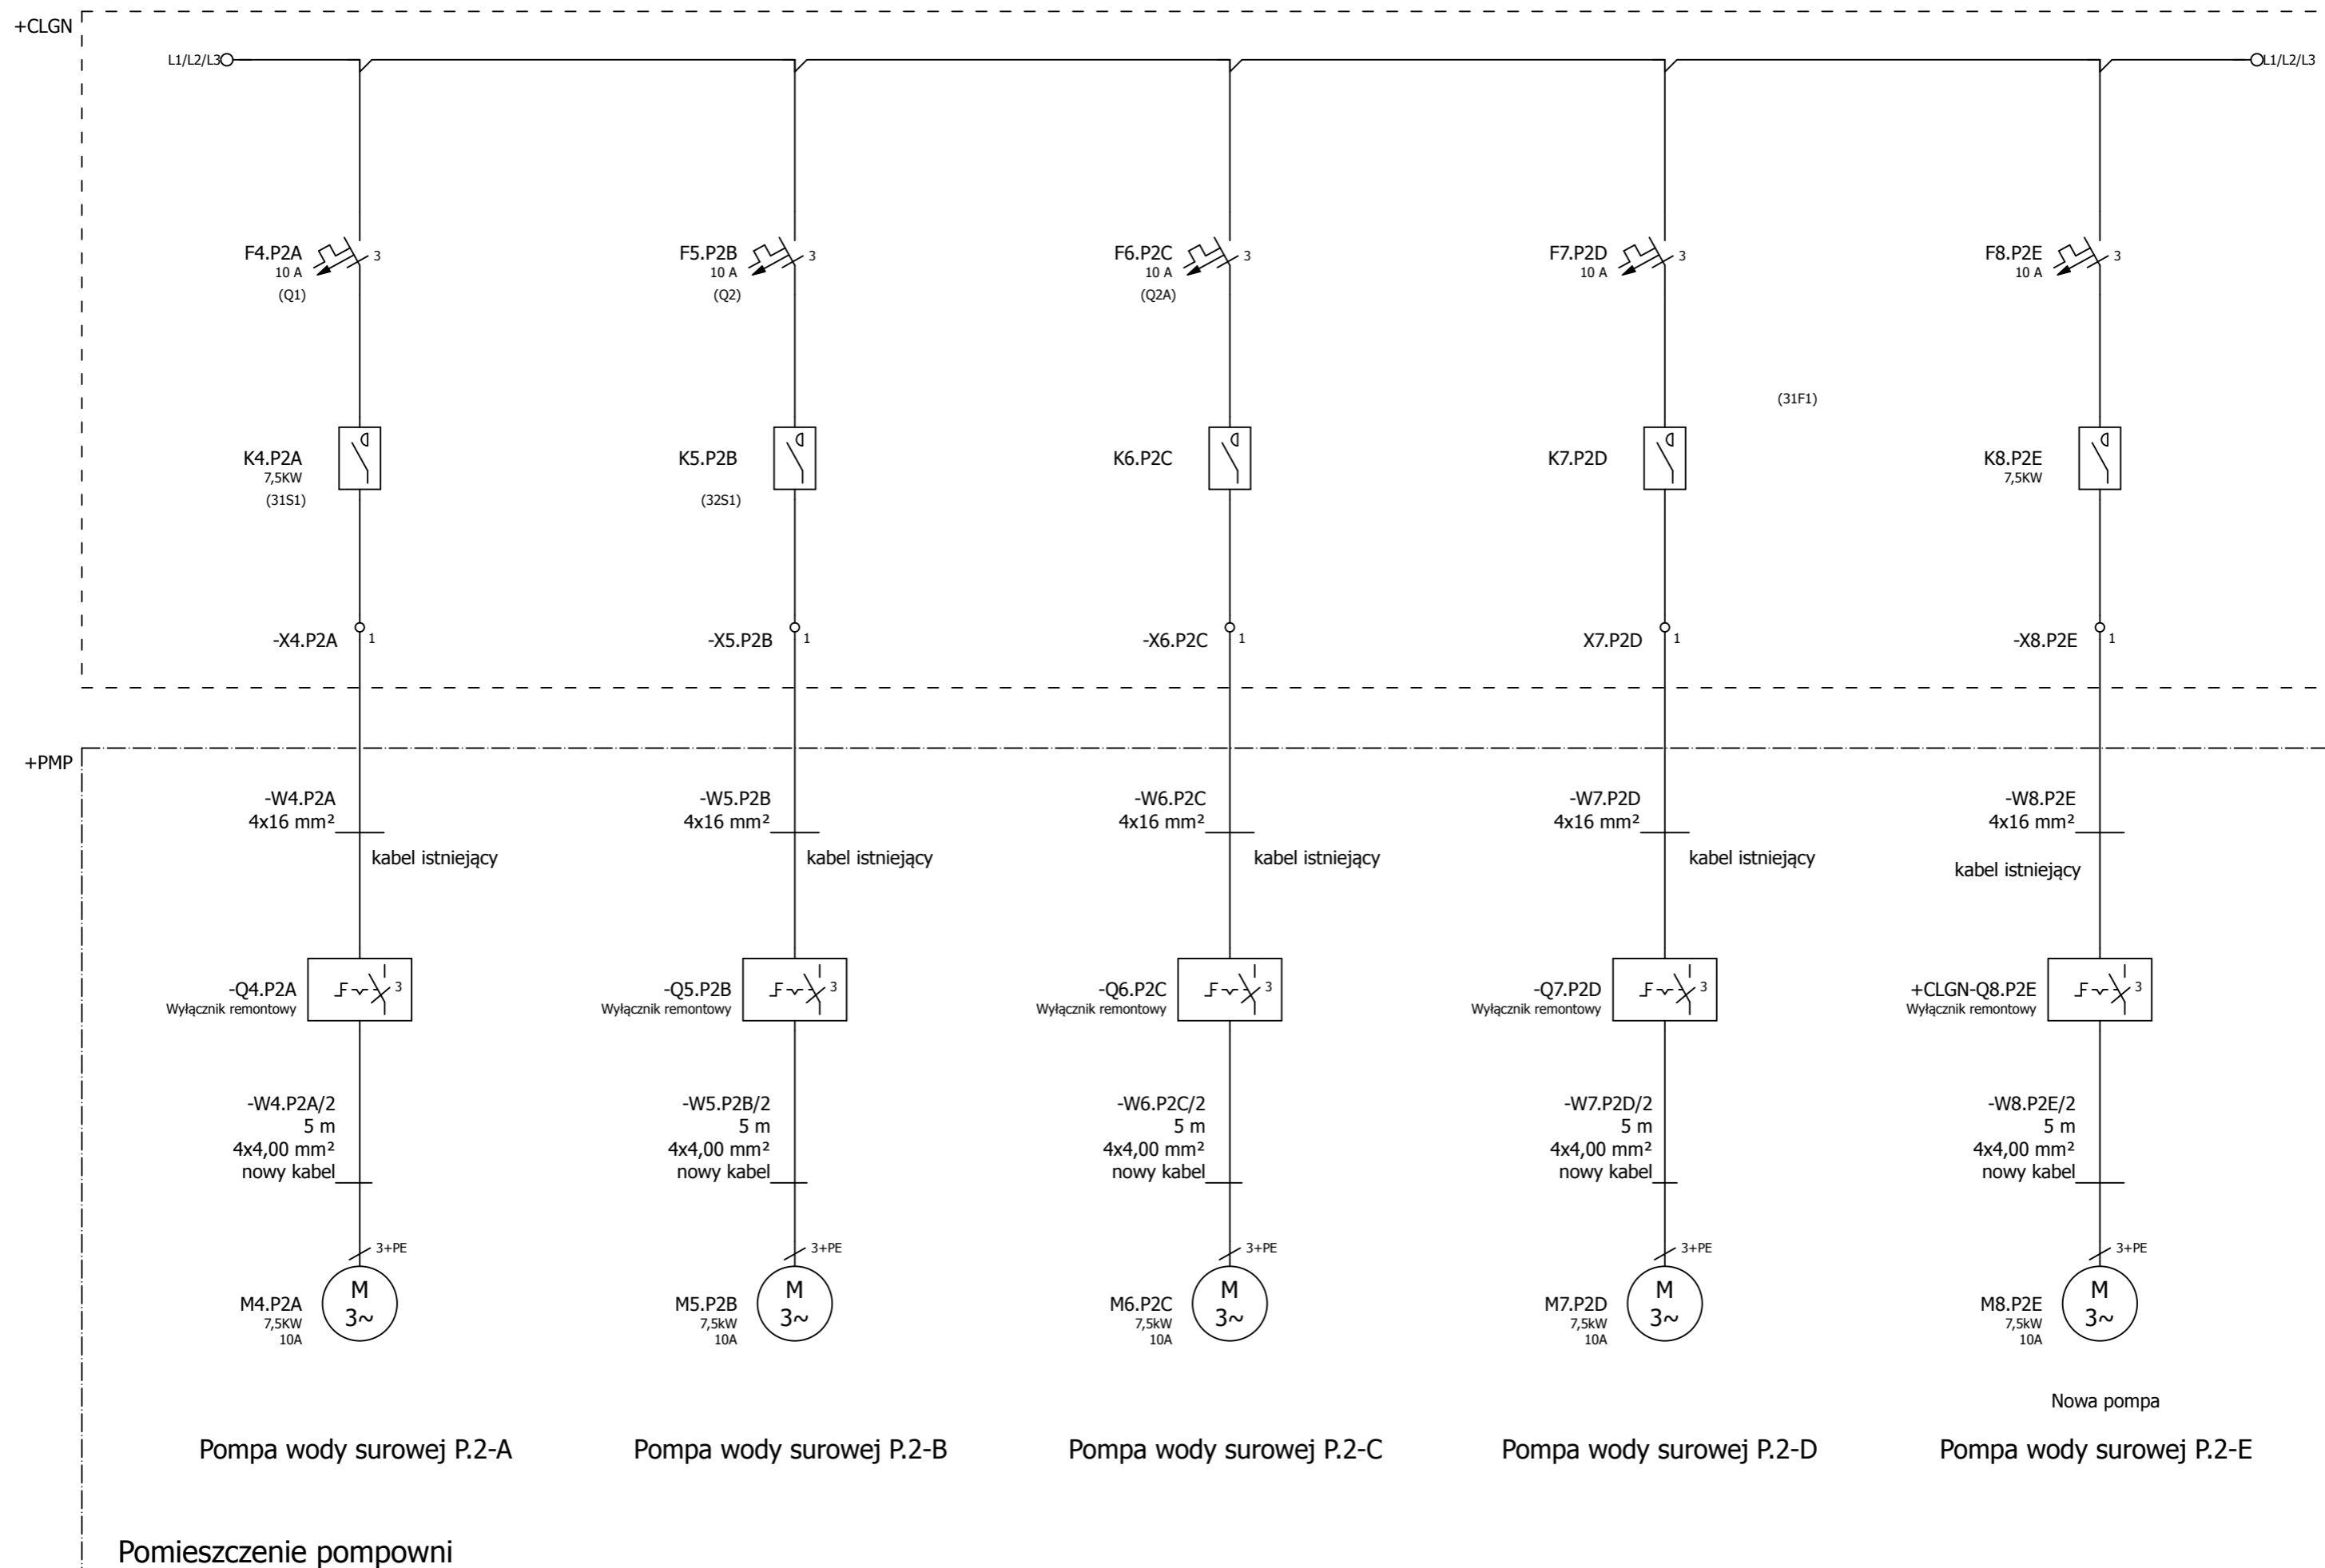 +CLGN
L1/L2/L3
L1/L2/L3
F4.P2A
10 A
(Q1)
3
F5.P2B
10 A
(Q2)
3
F6.P2C
10 A
(Q2A)
3
F7.P2D
10 A
3
F8.P2E
10 A
3
(31F1)
K4.P2A
7,5KW
(31S1)
K5.P2B
(32S1)
K6.P2C
K7.P2D
K8.P2E
7,5KW
-X4.P2A
1
-X5.P2B
1
-X6.P2C
1
X7.P2D
1
-X8.P2E
1
+PMP
-W4.P2A
4x16 mm²
kabel istniejący
-W5.P2B
4x16 mm²
kabel istniejący
-W6.P2C
4x16 mm²
kabel istniejący
-W7.P2D
4x16 mm²
kabel istniejący
-W8.P2E
4x16 mm²
kabel istniejący
-Q4.P2A
Wyłącznik remontowy
3
-Q5.P2B
Wyłącznik remontowy
3
-Q6.P2C
Wyłącznik remontowy
3
-Q7.P2D
Wyłącznik remontowy
3
+CLGN-Q8.P2E
Wyłącznik remontowy
3
-W4.P2A/2
5 m
4x4,00 mm²
nowy kabel
-W5.P2B/2
5 m
4x4,00 mm²
nowy kabel
-W6.P2C/2
5 m
4x4,00 mm²
nowy kabel
-W7.P2D/2
5 m
4x4,00 mm²
nowy kabel
-W8.P2E/2
5 m
4x4,00 mm²
nowy kabel
3+PE
M4.P2A
7,5KW
10A
M
3~
3+PE
M5.P2B
7,5kW
10A
M
3~
3+PE
M6.P2C
7,5kW
10A
M
3~
3+PE
M7.P2D
7,5kW
10A
M
3~
3+PE
M8.P2E
7,5kW
10A
M
3~
Nowa pompa
Pompa wody surowej P.2-A
Pompa wody surowej P.2-B
Pompa wody surowej P.2-C
Pompa wody surowej P.2-D
Pompa wody surowej P.2-E
Pomieszczenie pompowni